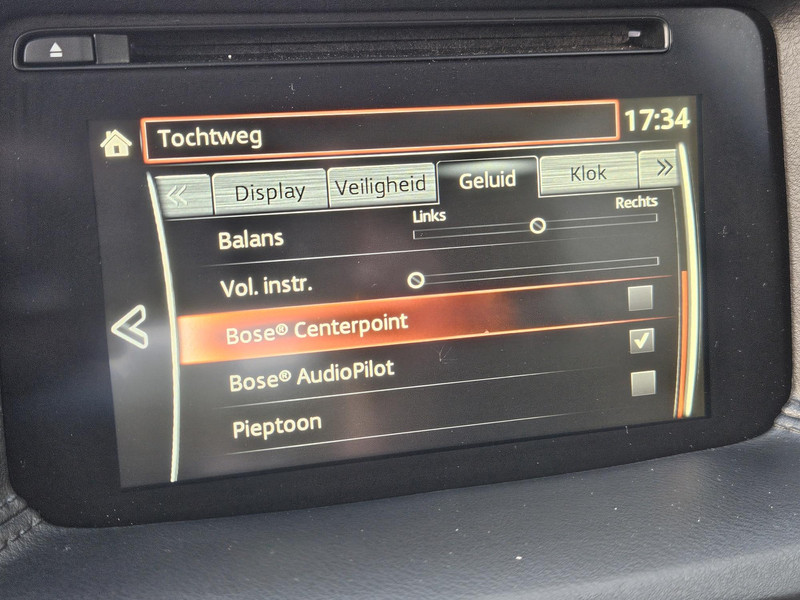 Tochtweg
17:34
Display
Veiligheid
Geluid
Klok
Balans
Links
Rechts
Vol. instr.
Bose® Centerpoint
Bose® AudioPilot
Pieptoon